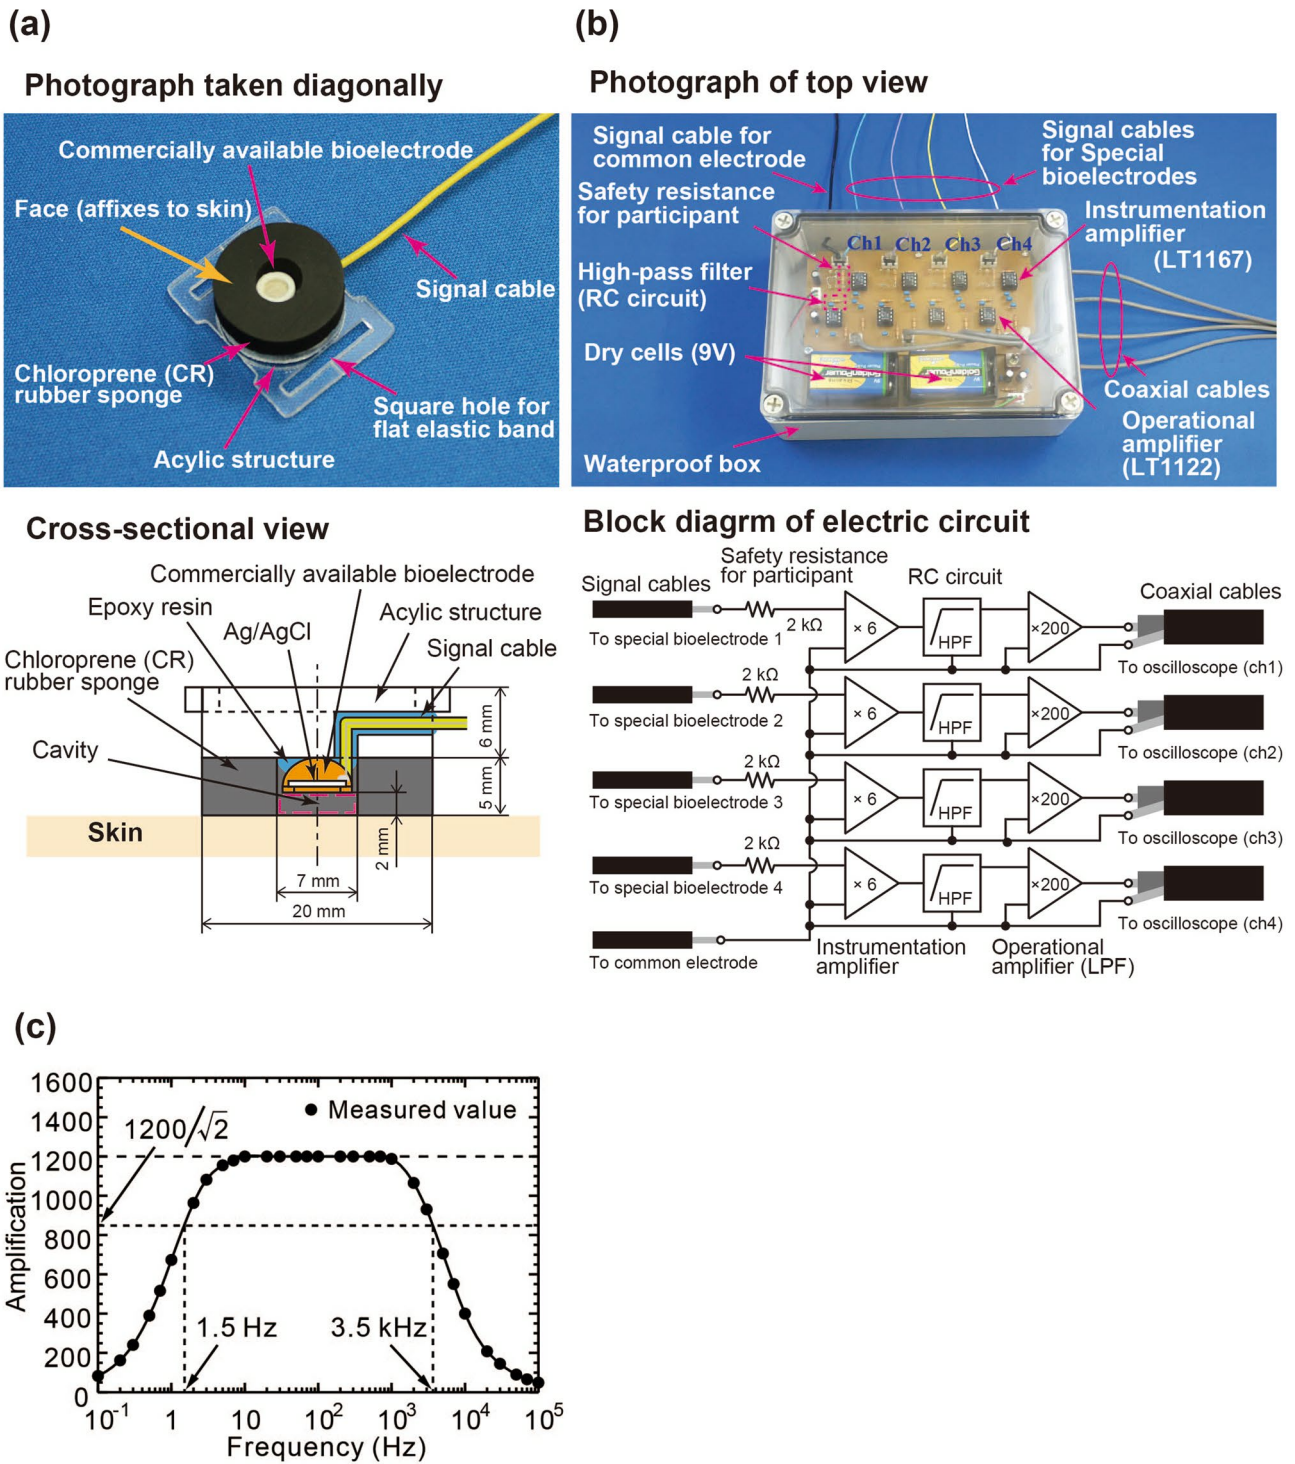 (a)
Photograph taken diagonally
Commercially available bioelectrode
Face (affixes to skin)
Signal cable
Chloroprene (CR)
rubber sponge
Square hole for
flat elastic band
Acylic structure
Cross-sectional view
Commercially available bioelectrode
Epoxy resin
Acylic structure
Ag/AgCl
Signal cable
Chloroprene (CR)
rubber sponge
Cavity
6 mm
5 mm
Skin
2 mm
7 mm
20 mm
(b)
Photograph of top view
Signal cable for
common electrode
Signal cables
for Special
bioelectrodes
Safety resistance
for participant
Instrumentation
amplifier
(LT1167)
Ch1 Ch2 Ch3 Ch4
High-pass filter
(RC circuit)
Dry cells (9V)
GoldenPower
GoldenPower
Coaxial cables
Operational
amplifier
(LT1122)
Waterproof box
Block diagrm of electric circuit
Safety resistance
for participant
Signal cables
RC circuit
Coaxial cables
2 kΩ
× 6
HPF
×200
To special bioelectrode 1
To oscilloscope (ch1)
2 kΩ
× 6
HPF
×200
To special bioelectrode 2
To oscilloscope (ch2)
2 kΩ
× 6
HPF
×200
To special bioelectrode 3
To oscilloscope (ch3)
2 kΩ
× 6
HPF
×200
To special bioelectrode 4
To oscilloscope (ch4)
To common electrode
Instrumentation
amplifier
Operational
amplifier (LPF)
(c)
Amplification
1600
1400
1200
1000
800
600
400
200
0
Measured value
1200/√2
1.5 Hz
3.5 kHz
10⁻¹ 1 10 10² 10³ 10⁴ 10⁵
Frequency (Hz)